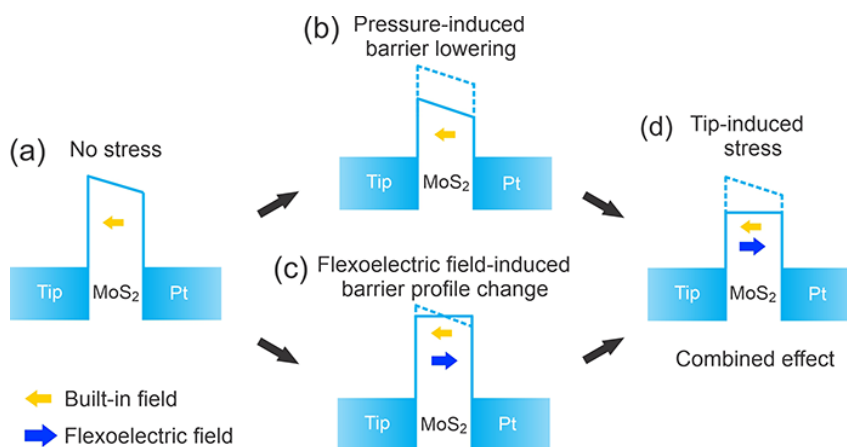 (a) No stress
Tip MoS₂ Pt
(b) Pressure-induced
barrier lowering
Tip MoS₂ Pt
(c) Flexoelectric field-induced
barrier profile change
Tip MoS₂ Pt
(d) Tip-induced
stress
Tip MoS₂ Pt
Combined effect
Built-in field
Flexoelectric field